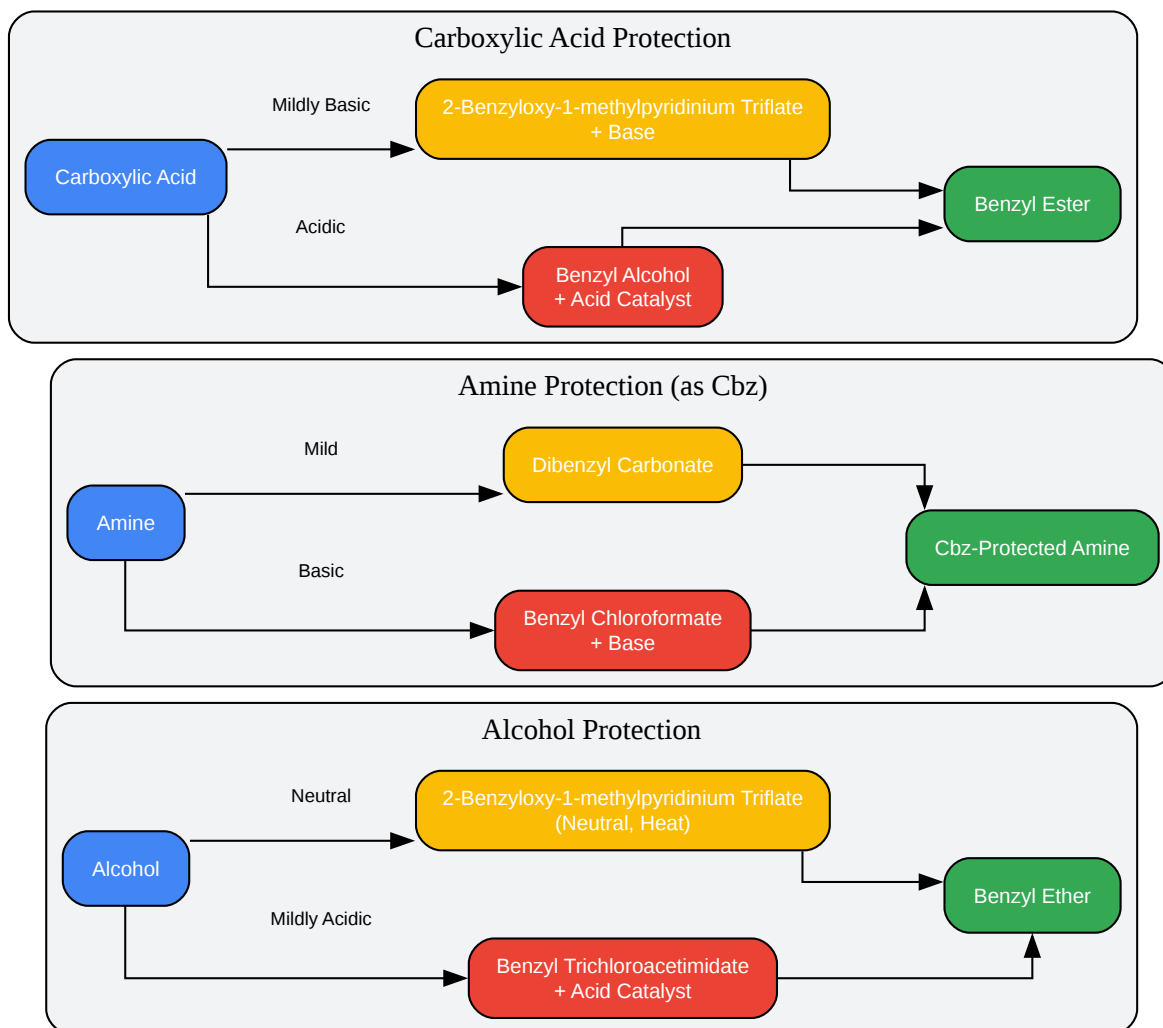 Carboxylic Acid Protection
Mildly Basic
2-Benzyloxy-1-methylpyridinium Triflate
+ Base
Carboxylic Acid
Benzyl Ester
Acidic
Benzyl Alcohol
+ Acid Catalyst
Amine Protection (as Cbz)
Mild
Dibenzyl Carbonate
Amine
Cbz-Protected Amine
Basic
Benzyl Chloroformate
+ Base
Alcohol Protection
Neutral
2-Benzyloxy-1-methylpyridinium Triflate
(Neutral, Heat)
Alcohol
Benzyl Ether
Mildly Acidic
Benzyl Trichloroacetimidate
+ Acid Catalyst